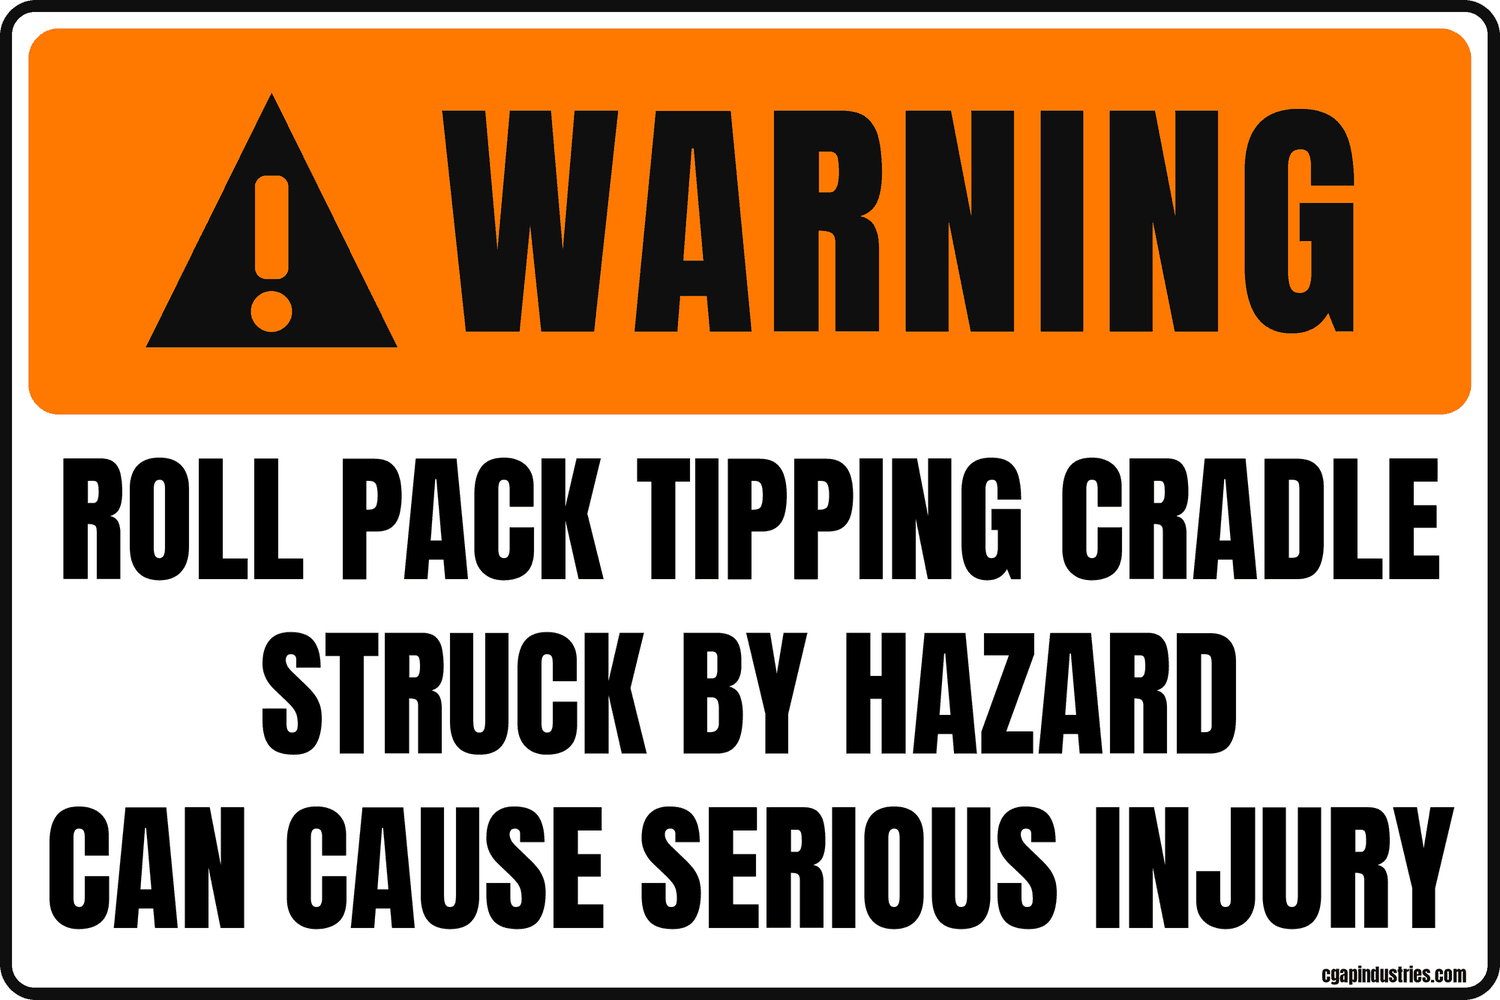 WARNING
ROLL PACK TIPPING CRADLE
STRUCK BY HAZARD
CAN CAUSE SERIOUS INJURY
cgapindustries.com